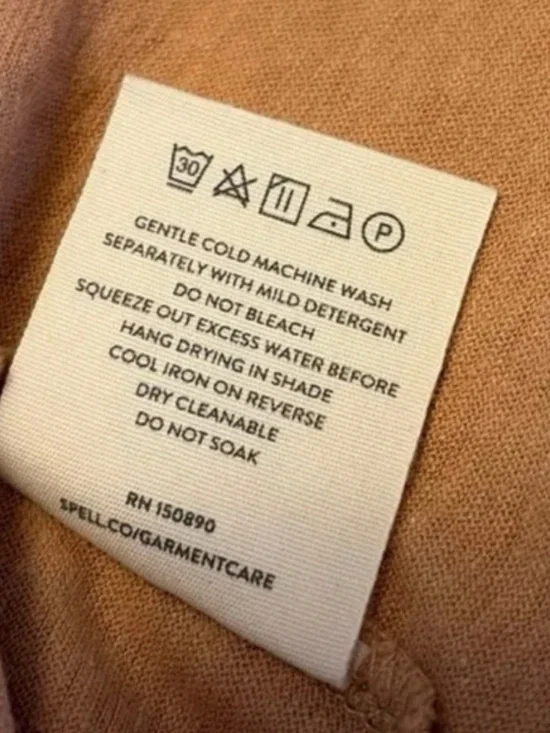 30 P
GENTLE COLD MACHINE WASH
SEPARATELY WITH MILD DETERGENT
DO NOT BLEACH
SQUEEZE OUT EXCESS WATER BEFORE
HANG DRYING IN SHADE
COOL IRON ON REVERSE
DRY CLEANABLE
DO NOT SOAK
RN 150890
SPELL.CO/GARMENTCARE